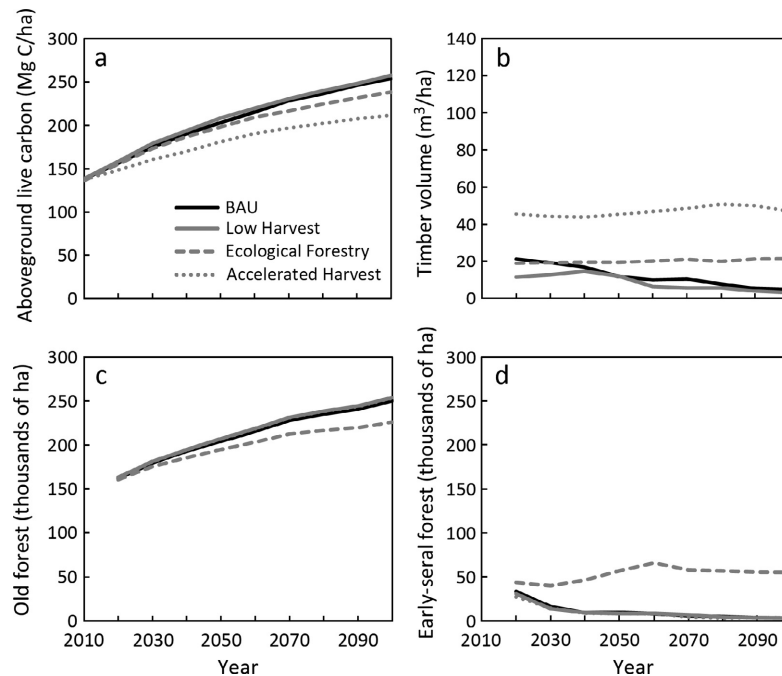 a
Aboveground live carbon (Mg C/ha)
300
250
200
150
100
50
0
BAU
Low Harvest
Ecological Forestry
Accelerated Harvest
b
Timber volume (m³/ha)
140
120
100
80
60
40
20
0
c
Old forest (thousands of ha)
300
250
200
150
100
50
0
2010 2030 2050 2070 2090
Year
d
Early-seral forest (thousands of ha)
300
250
200
150
100
50
0
2010 2030 2050 2070 2090
Year